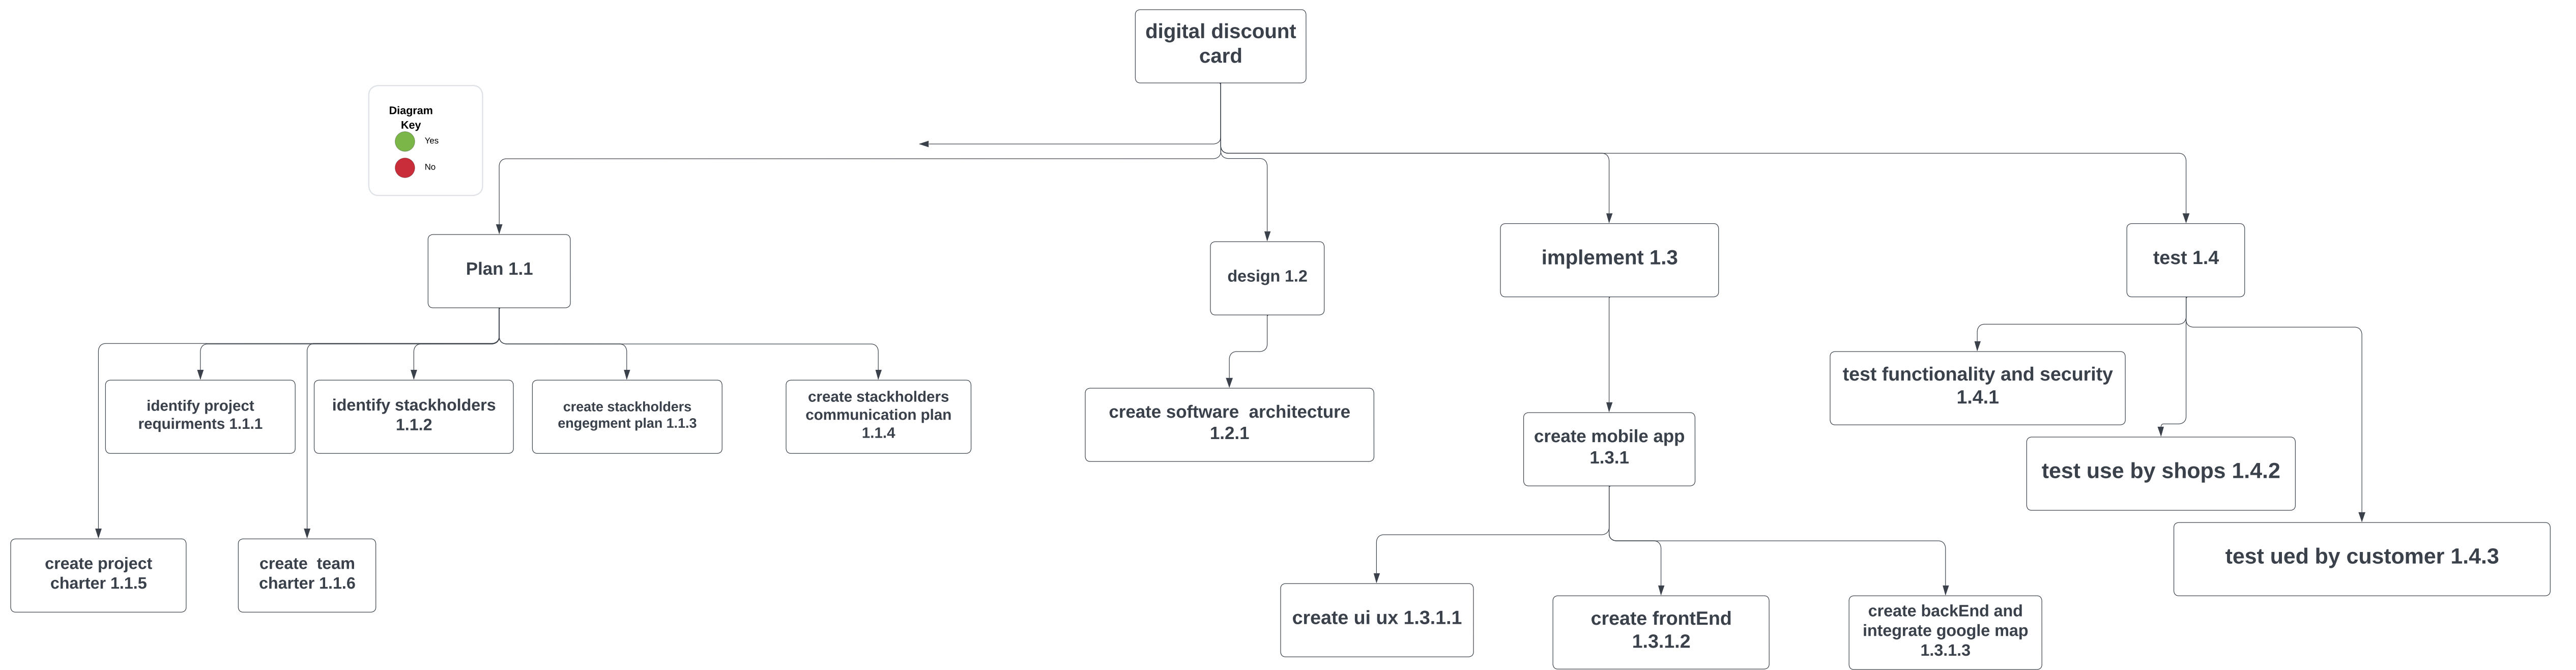 digital discount
card
Diagram
Key
Yes
No
Plan 1.1
design 1.2
implement 1.3
test 1.4
identify project
requirments 1.1.1
identify stackholders
1.1.2
create stackholders
engegment plan 1.1.3
create stackholders
communication plan
1.1.4
create software  architecture
1.2.1
create mobile app
1.3.1
test functionality and security
1.4.1
test use by shops 1.4.2
test ued by customer 1.4.3
create project
charter 1.1.5
create  team
charter 1.1.6
create ui ux 1.3.1.1
create frontEnd
1.3.1.2
create backEnd and
integrate google map
1.3.1.3